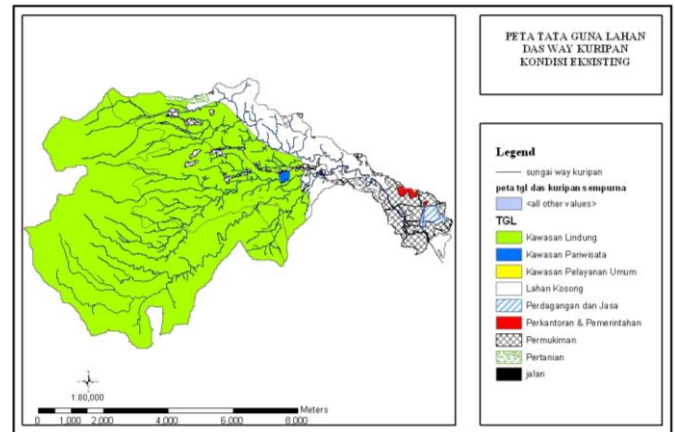 PETA TATA GUNA LAHAN
DAS WAY KURIPAN
KONDISI EKSISTING
Legend
sungai way kuripan
peta tgl das kuripan sempurna
<all other values>
TGL
Kawasan Lindung
Kawasan Pariwisata
Kawasan Pelayanan Umum
Lahan Kosong
Perdagangan dan Jasa
Perkantoran & Pemerintahan
Permukiman
Pertanian
jalan
1:80,000
Meters
0 1,000 2,000 4,000 6,000 8,000